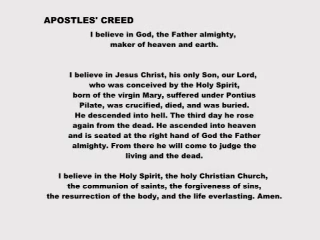 APOSTLES' CREED
I believe in God, the Father almighty,
maker of heaven and earth.
I believe in Jesus Christ, his only Son, our Lord,
who was conceived by the Holy Spirit,
born of the virgin Mary, suffered under Pontius
Pilate, was crucified, died, and was buried.
He descended into hell. The third day he rose
again from the dead. He ascended into heaven
and is seated at the right hand of God the Father
almighty. From there he will come to judge the
living and the dead.
I believe in the Holy Spirit, the holy Christian Church,
the communion of saints, the forgiveness of sins,
the resurrection of the body, and the life everlasting. Amen.